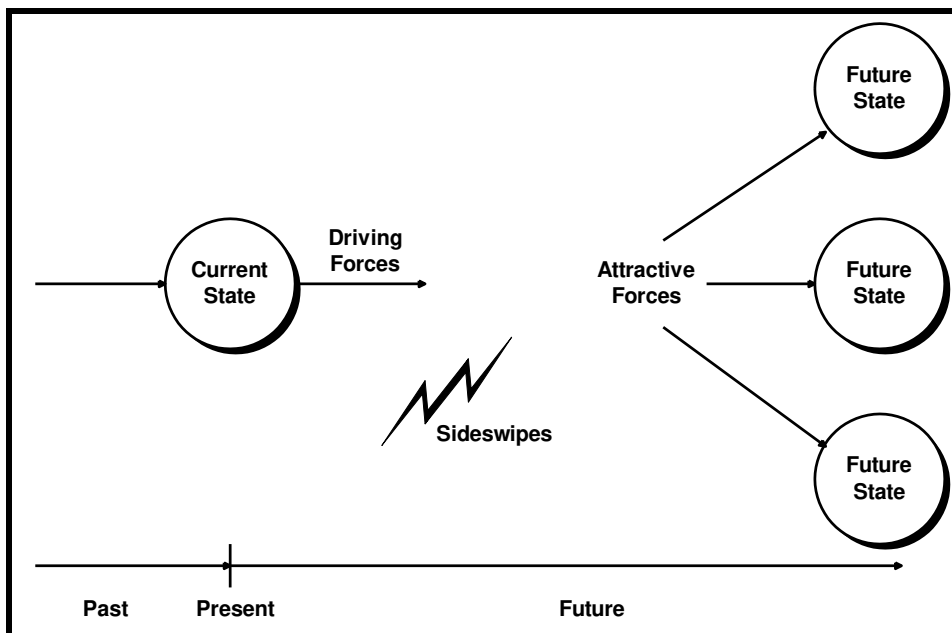 Future
State
Driving
Forces
Current
State
Attractive
Forces
Future
State
Sideswipes
Future
State
Past
Present
Future